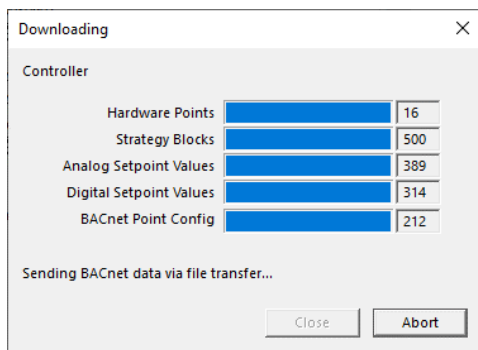 Downloading
Controller
Hardware Points 16
Strategy Blocks 500
Analog Setpoint Values 389
Digital Setpoint Values 314
BACnet Point Config 212
Sending BACnet data via file transfer...
Close Abort